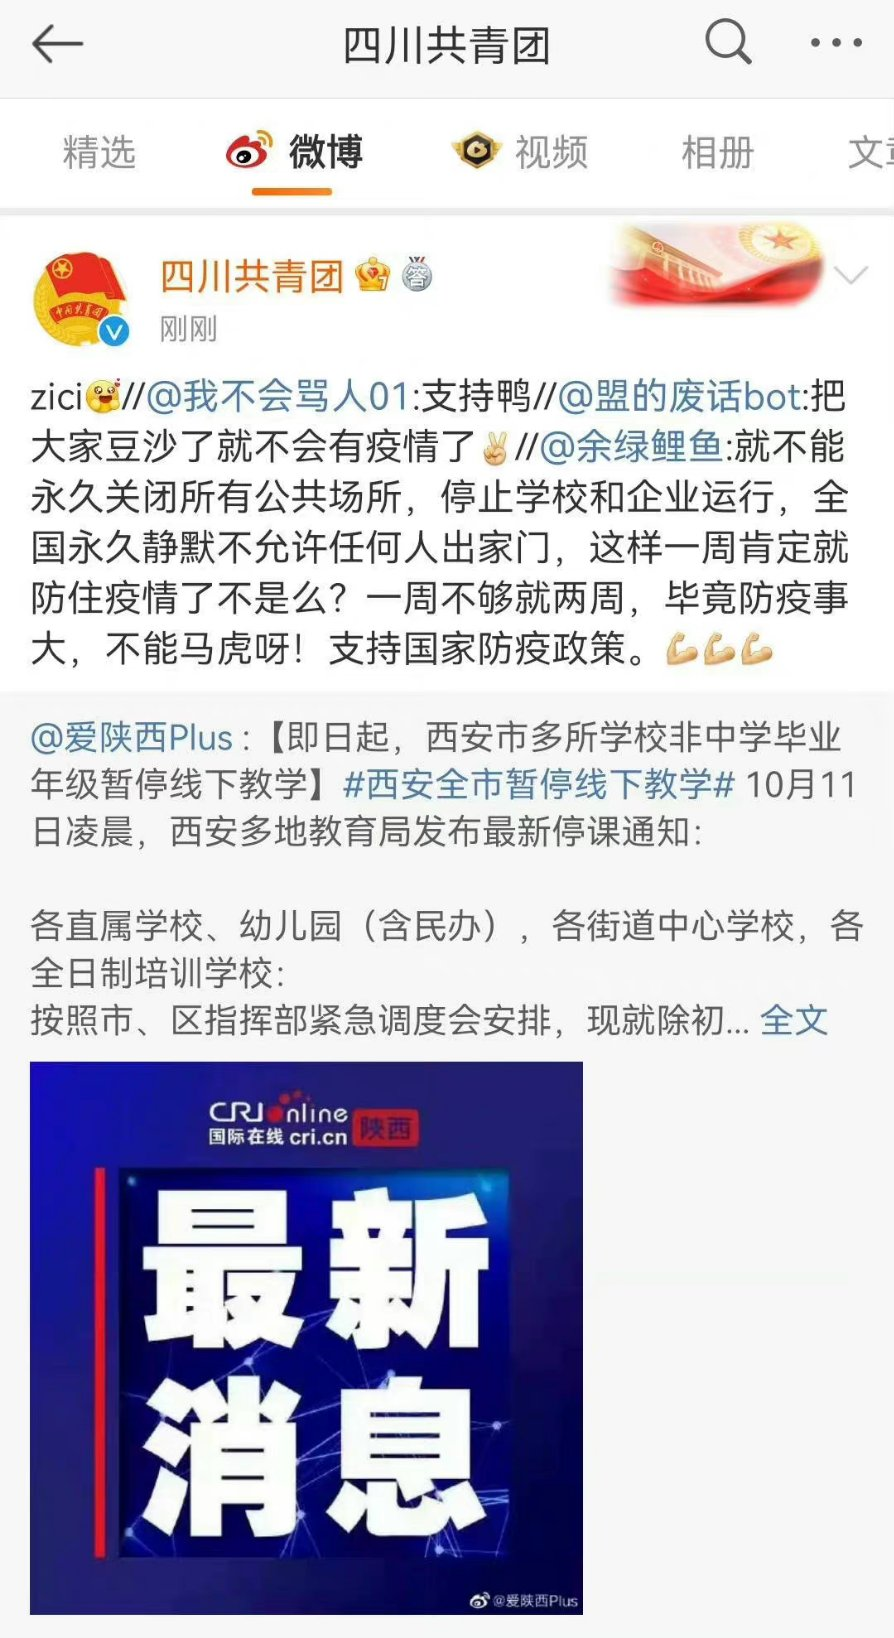 四川共青团
精选 微博 视频 相册 文章
四川共青团 答
中国共青团
刚刚
zici//@我不会骂人01:支持鸭//@盟的废话bot:把
大家豆沙了就不会有疫情了//@余绿鲤鱼:就不能
永久关闭所有公共场所，停止学校和企业运行，全
国永久静默不允许任何人出家门，这样一周肯定就
防住疫情了不是么？一周不够就两周，毕竟防疫事
大，不能马虎呀！支持国家防疫政策。
@爱陕西Plus :【即日起，西安市多所学校非中学毕业
年级暂停线下教学】#西安全市暂停线下教学# 10月11
日凌晨，西安多地教育局发布最新停课通知：
各直属学校、幼儿园（含民办），各街道中心学校，各
全日制培训学校：
按照市、区指挥部紧急调度会安排，现就除初... 全文
CRIonline
国际在线 cri.cn 陕西
最新
消息
@爱陕西Plus